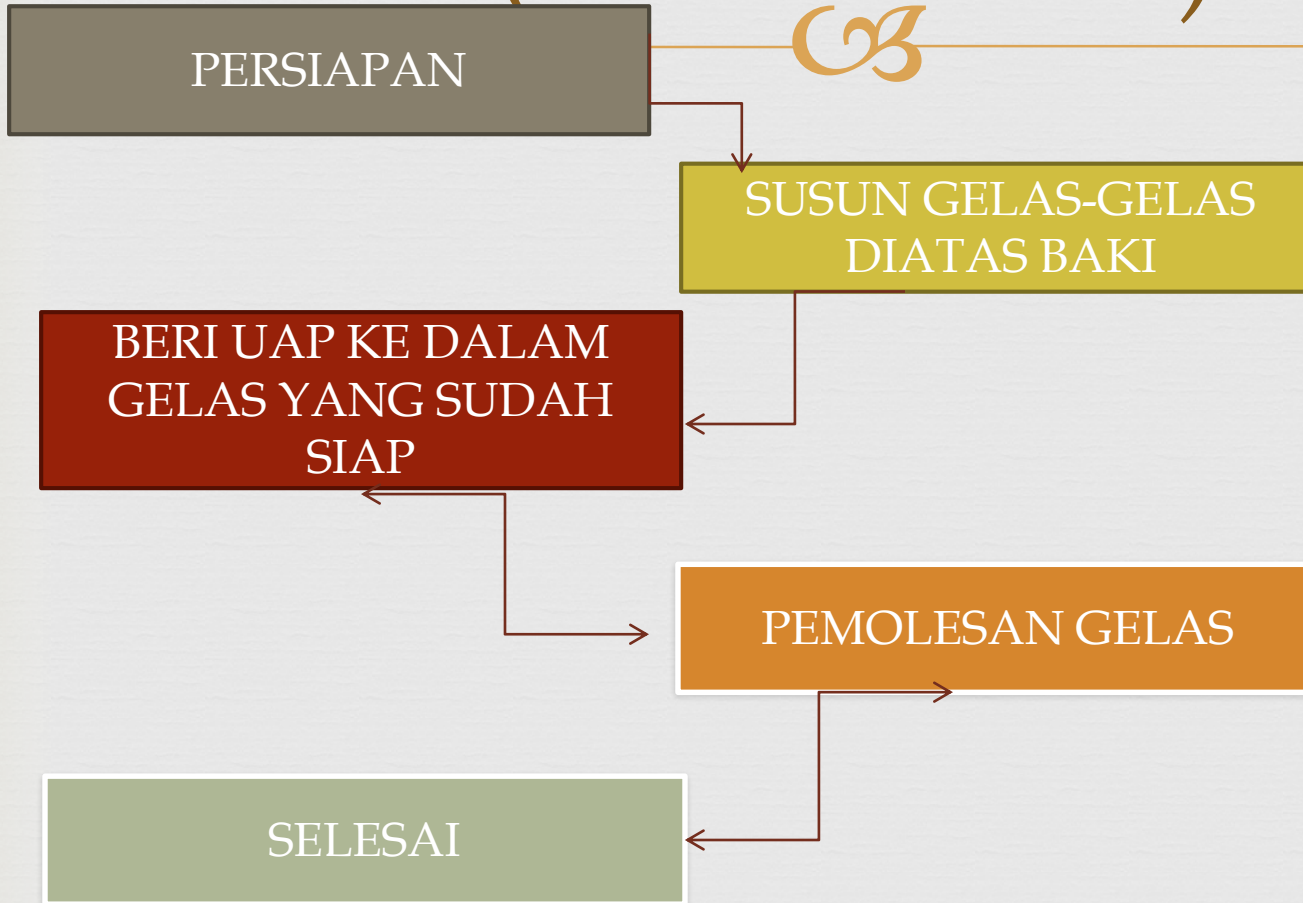 PERSIAPAN
SUSUN GELAS-GELAS
DIATAS BAKI
BERI UAP KE DALAM
GELAS YANG SUDAH
SIAP
PEMOLESAN GELAS
SELESAI